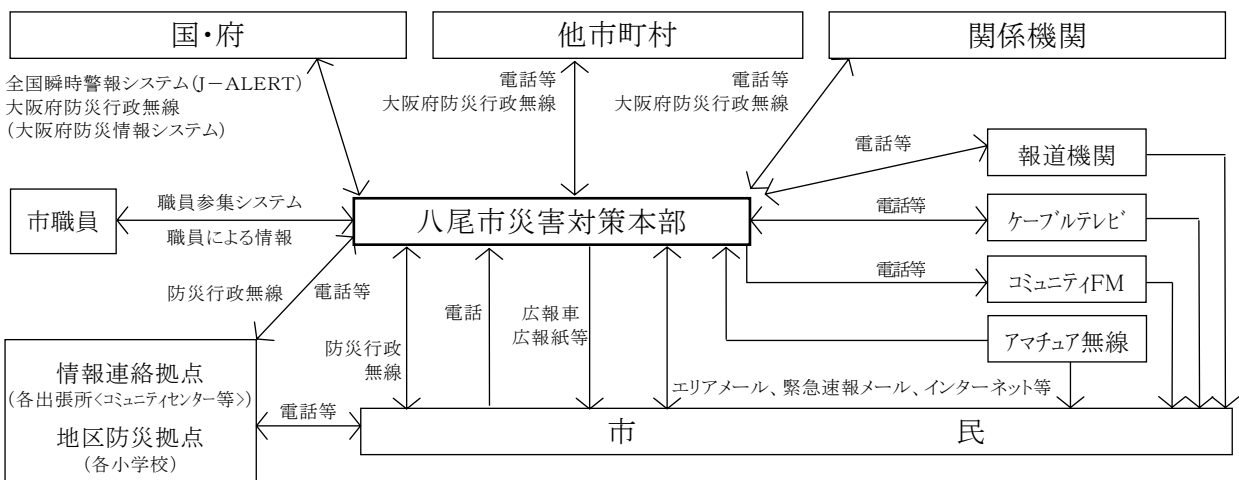 国・府
他市町村
関係機関
全国瞬時警報システム(J－ALERT)
大阪府防災行政無線
(大阪府防災情報システム)
電話等
大阪府防災行政無線
電話等
大阪府防災行政無線
電話等
報道機関
市職員
職員参集システム
職員による情報
八尾市災害対策本部
電話等
ケーブルテレビ
電話等
コミュニティFM
防災行政無線
電話等
防災行政
無線
電話
広報車
広報紙等
アマチュア無線
エリアメール、緊急速報メール、インターネット等
情報連絡拠点
(各出張所<コミュニティセンター等>)
地区防災拠点
(各小学校)
電話等
市 民